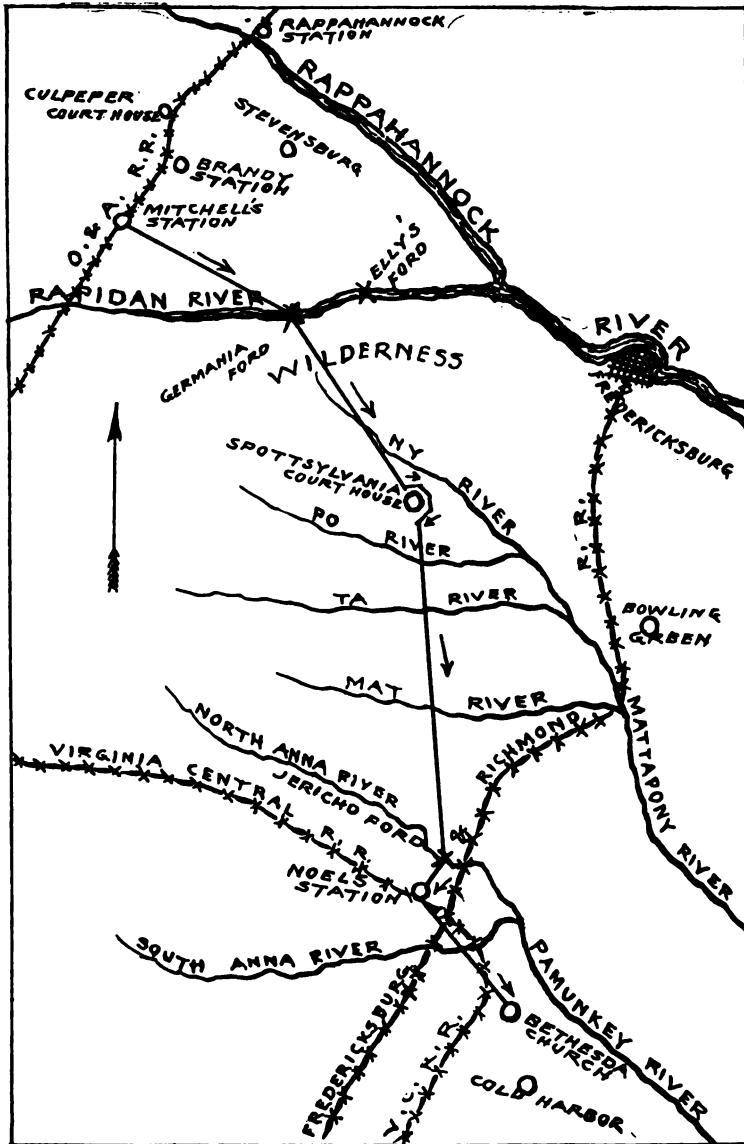 RAPPAHANNOCK
STATION
RAPPAHANNOCK
CULPEPER
COURT HOUSE
STEVENSBURG
BRANDY
STATION
O. & A. R. R.
MITCHELL'S
STATION
ELLY'S
FORD
RAPIDAN RIVER
RIVER
GERMANIA
FORD
WILDERNESS
FREDERICKSBURG
NY RIVER
SPOTTSYLVANIA
COURT HOUSE
PO RIVER
R. R.
TA RIVER
BOWLING
GREEN
MAT RIVER
NORTH ANNA RIVER
RICHMOND
MATTAPONY RIVER
VIRGINIA CENTRAL R. R.
JERICHO FORD
&
NOEL'S
STATION
SOUTH ANNA RIVER
PAMUNKEY RIVER
FREDERICKSBURG
V. C. R. R.
BETHESDA
CHURCH
COLD HARBOR